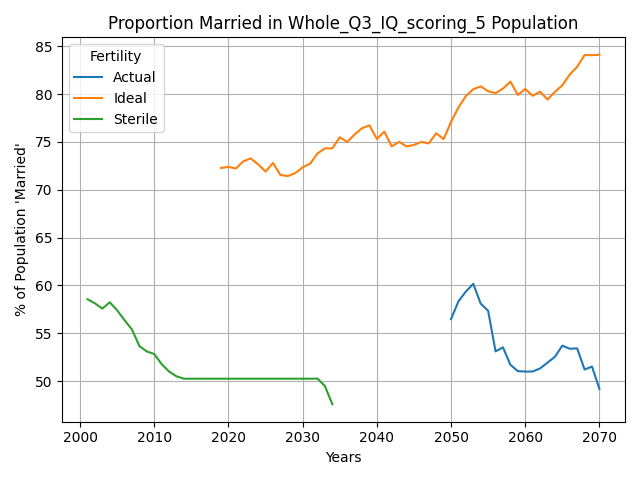 Proportion Married in Whole_Q3_IQ_scoring_5 Population
Fertility
Actual
Ideal
Sterile
% of Population 'Married'
85
80
75
70
65
60
55
50
2000 2010 2020 2030 2040 2050 2060 2070
Years